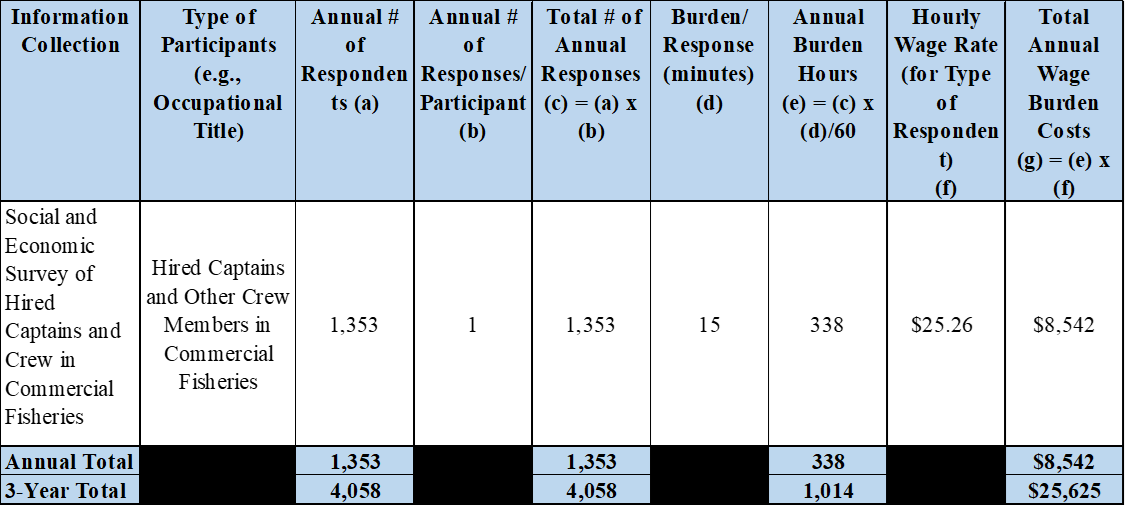 Information Collection | Type of Participants (e.g., Occupational Title) | Annual # of Responden ts (a) | Annual # of Responses/ Participant (b) | Total # of Annual Responses (c) = (a) x (b) | Burden/ Response (minutes) (d) | Annual Burden Hours (e) = (c) x (d)/60 | Hourly Wage Rate (for Type of Responden t) (f) | Total Annual Wage Burden Costs (g) = (e) x (f)
Social and Economic Survey of Hired Captains and Crew in Commercial Fisheries | Hired Captains and Other Crew Members in Commercial Fisheries | 1,353 | 1 | 1,353 | 15 | 338 | $25.26 | $8,542
Annual Total | 1,353 | 1,353 | 338 | $8,542
3-Year Total | 4,058 | 4,058 | 1,014 | $25,625